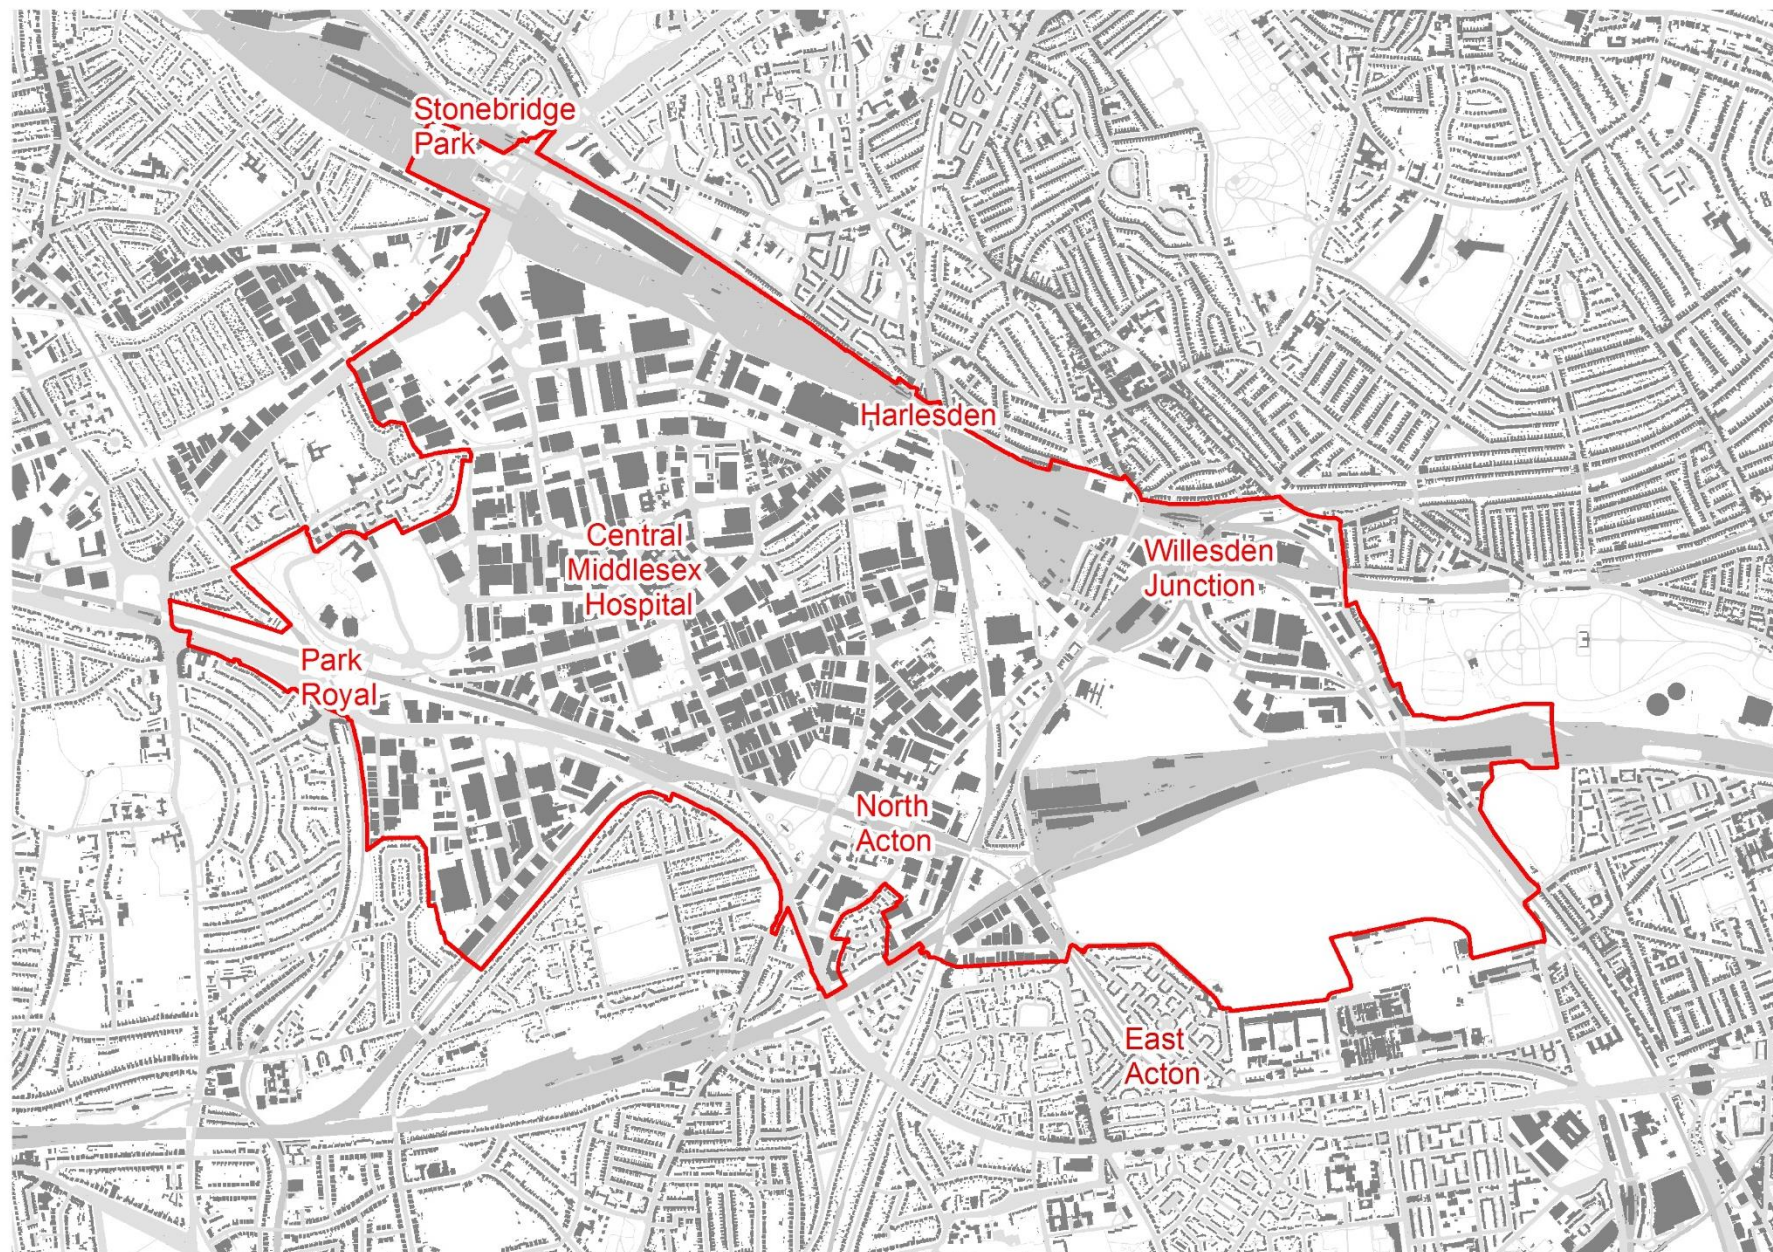 Stonebridge
Park
Harlesden
Central
Middlesex
Hospital
Willesden
Junction
Park
Royal
North
Acton
East
Acton